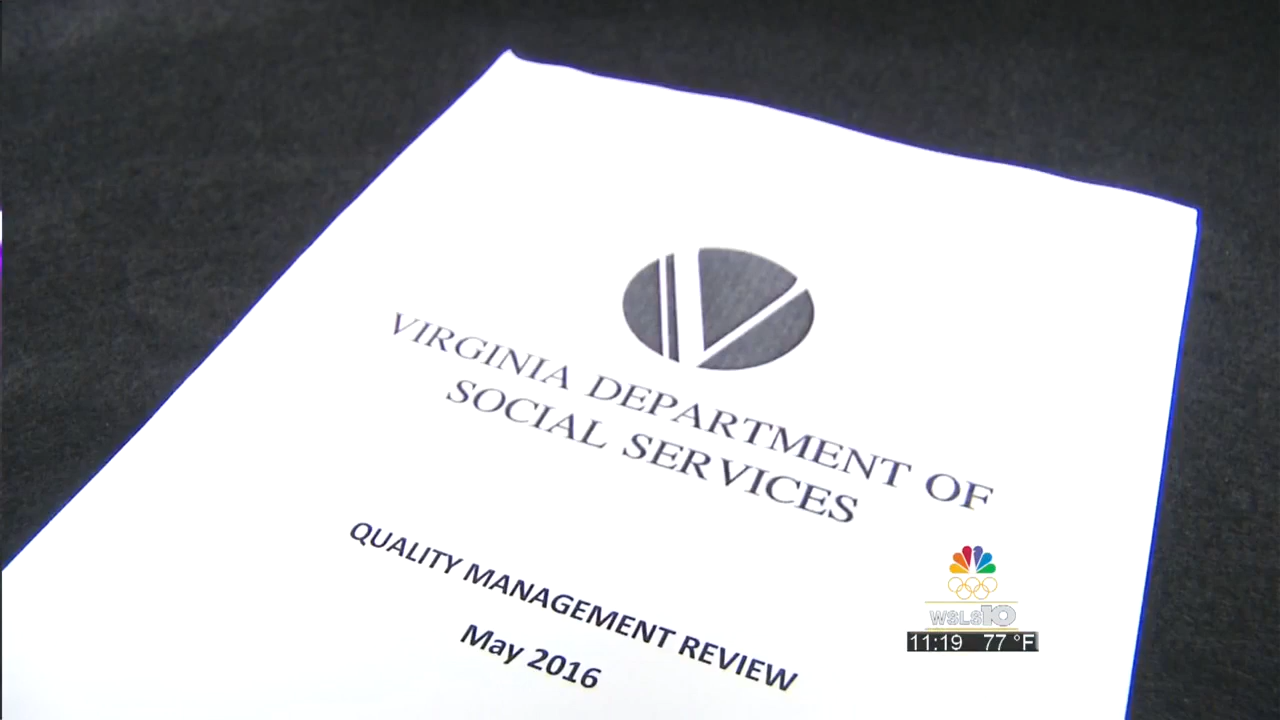 VIRGINIA DEPARTMENT OF
SOCIAL SERVICES
QUALITY MANAGEMENT REVIEW
May 2016
WSLS10
11:19 77 °F